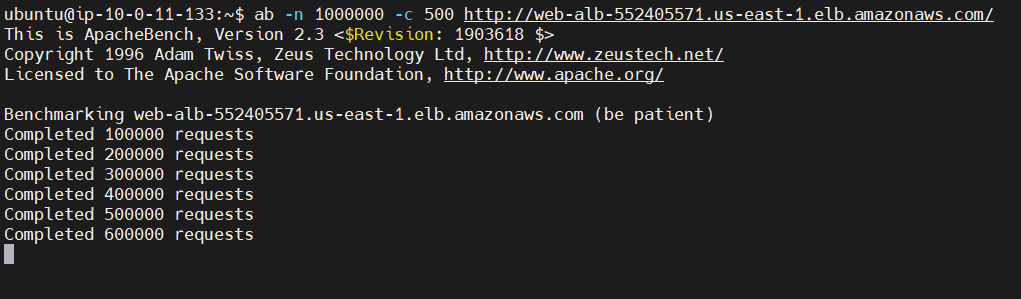 ubuntu@ip-10-0-11-133:~$ ab -n 1000000 -c 500 http://web-alb-552405571.us-east-1.elb.amazonaws.com/
This is ApacheBench, Version 2.3 <$Revision: 1903618 $>
Copyright 1996 Adam Twiss, Zeus Technology Ltd, http://www.zeustech.net/
Licensed to The Apache Software Foundation, http://www.apache.org/

Benchmarking web-alb-552405571.us-east-1.elb.amazonaws.com (be patient)
Completed 100000 requests
Completed 200000 requests
Completed 300000 requests
Completed 400000 requests
Completed 500000 requests
Completed 600000 requests